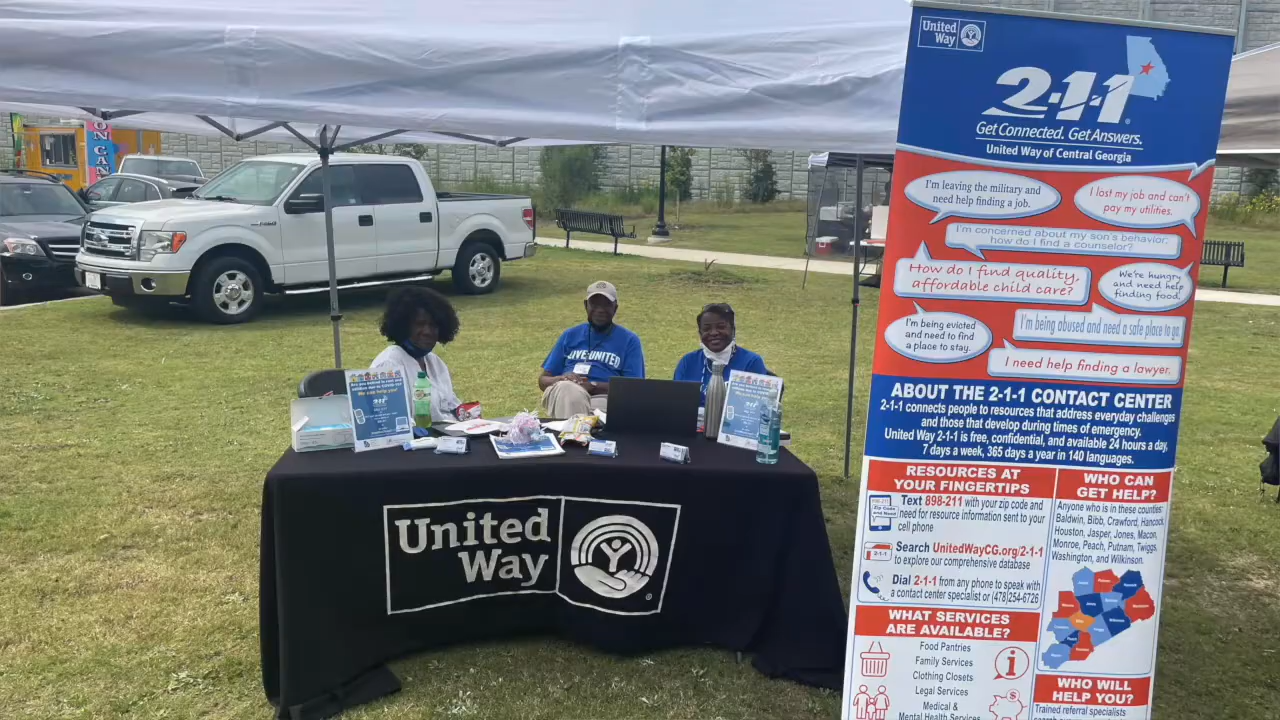 United
Way
2-1-1
Get Connected. Get Answers.
United Way of Central Georgia
I'm leaving the military and
need help finding a job.
I lost my job and can't
pay my utilities.
I'm concerned about my son's behavior;
how do I find a counselor?
How do I find quality,
affordable child care?
We're hungry
and need help
finding food.
I'm being evicted
and need to find
a place to stay.
I'm being abused and need a safe place to go.
I need help finding a lawyer.
ABOUT THE 2-1-1 CONTACT CENTER
2-1-1 connects people to resources that address everyday challenges
and those that develop during times of emergency.
United Way 2-1-1 is free, confidential, and available 24 hours a day,
7 days a week, 365 days a year in 140 languages.
RESOURCES AT
YOUR FINGERTIPS
Text 898-211 with your zip code and
need for resource information sent to your
cell phone
Search UnitedWayCG.org/2-1-1
to explore our comprehensive database
Dial 2-1-1 from any phone to speak with
a contact center specialist or (478)254-6726
WHO CAN
GET HELP?
Anyone who is in these counties:
Baldwin, Bibb, Crawford, Hancock,
Houston, Jasper, Jones, Macon,
Monroe, Peach, Putnam, Twiggs,
Washington, and Wilkinson.
WHAT SERVICES
ARE AVAILABLE?
Food Pantries
Family Services
Clothing Closets
Legal Services
Medical &
Mental Health Services
WHO WILL
HELP YOU?
Trained referral specialists
LIVE UNITED
United
Way